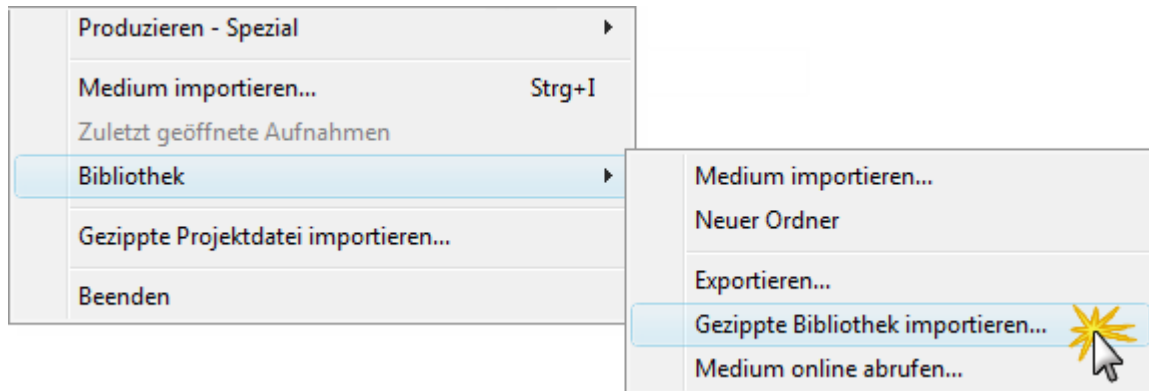 Produzieren - Spezial
Medium importieren... Strg+I
Zuletzt geöffnete Aufnahmen
Bibliothek
Gezippte Projektdatei importieren...
Beenden
Medium importieren...
Neuer Ordner
Exportieren...
Gezippte Bibliothek importieren...
Medium online abrufen...